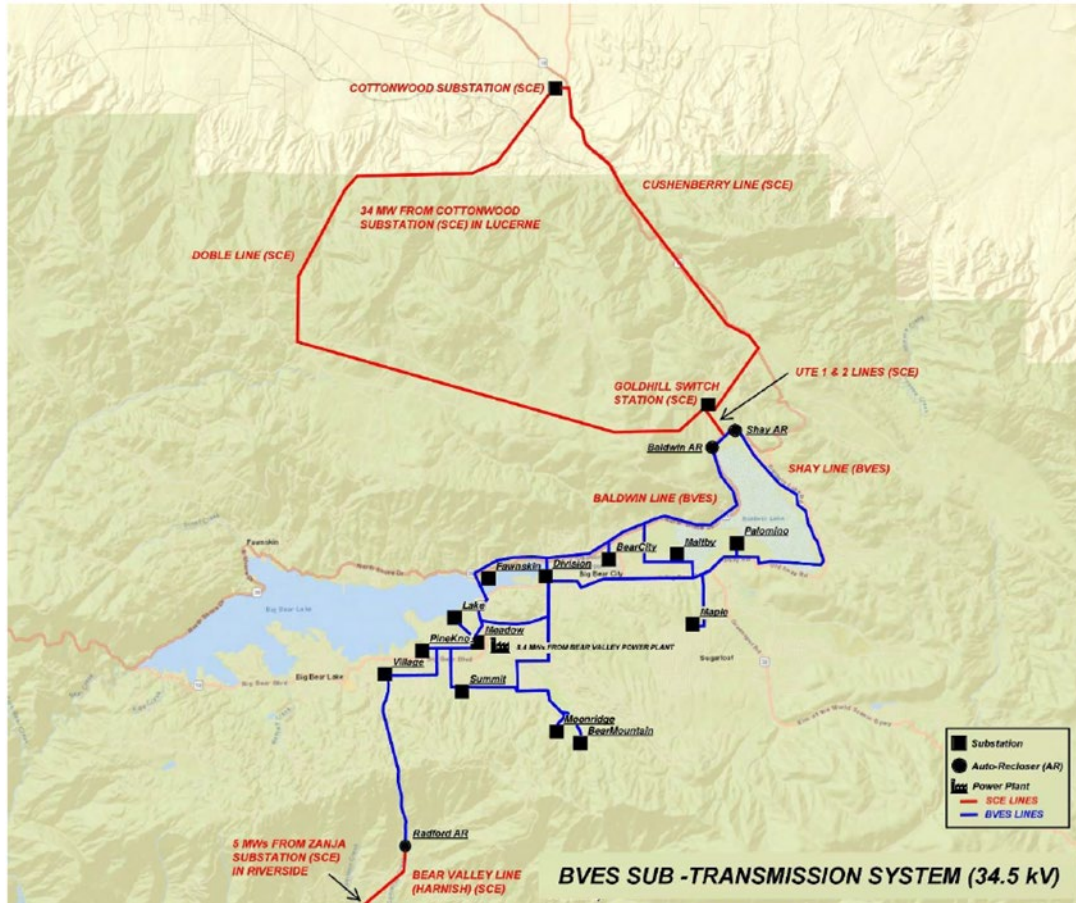 COTTONWOOD SUBSTATION (SCE)
CUSHENBERRY LINE (SCE)
34 MW FROM COTTONWOOD
SUBSTATION (SCE) IN LUCERNE
DOBLE LINE (SCE)
UTE 1 & 2 LINES (SCE)
GOLDHILL SWITCH
STATION (SCE)
Shay AR
Baldwin AR
SHAY LINE (BVES)
BALDWIN LINE (BVES)
Baldwin Lake
Palomino
Maltby
BearCity
Fawnskin
Fawnskin
Division
Big Bear City
Big Bear Lake
Lake
Maple
Meadow
PineKno
8.4 MWs FROM BEAR VALLEY POWER PLANT
Village
Big Bear Lake
Summit
Sugarloaf
Moonridge
BearMountain
Substation
Auto-Recloser (AR)
Power Plant
SCE LINES
BVES LINES
Radford AR
5 MWs FROM ZANJA
SUBSTATION (SCE)
IN RIVERSIDE
BEAR VALLEY LINE
(HARNISH) (SCE)
BVES SUB -TRANSMISSION SYSTEM (34.5 kV)